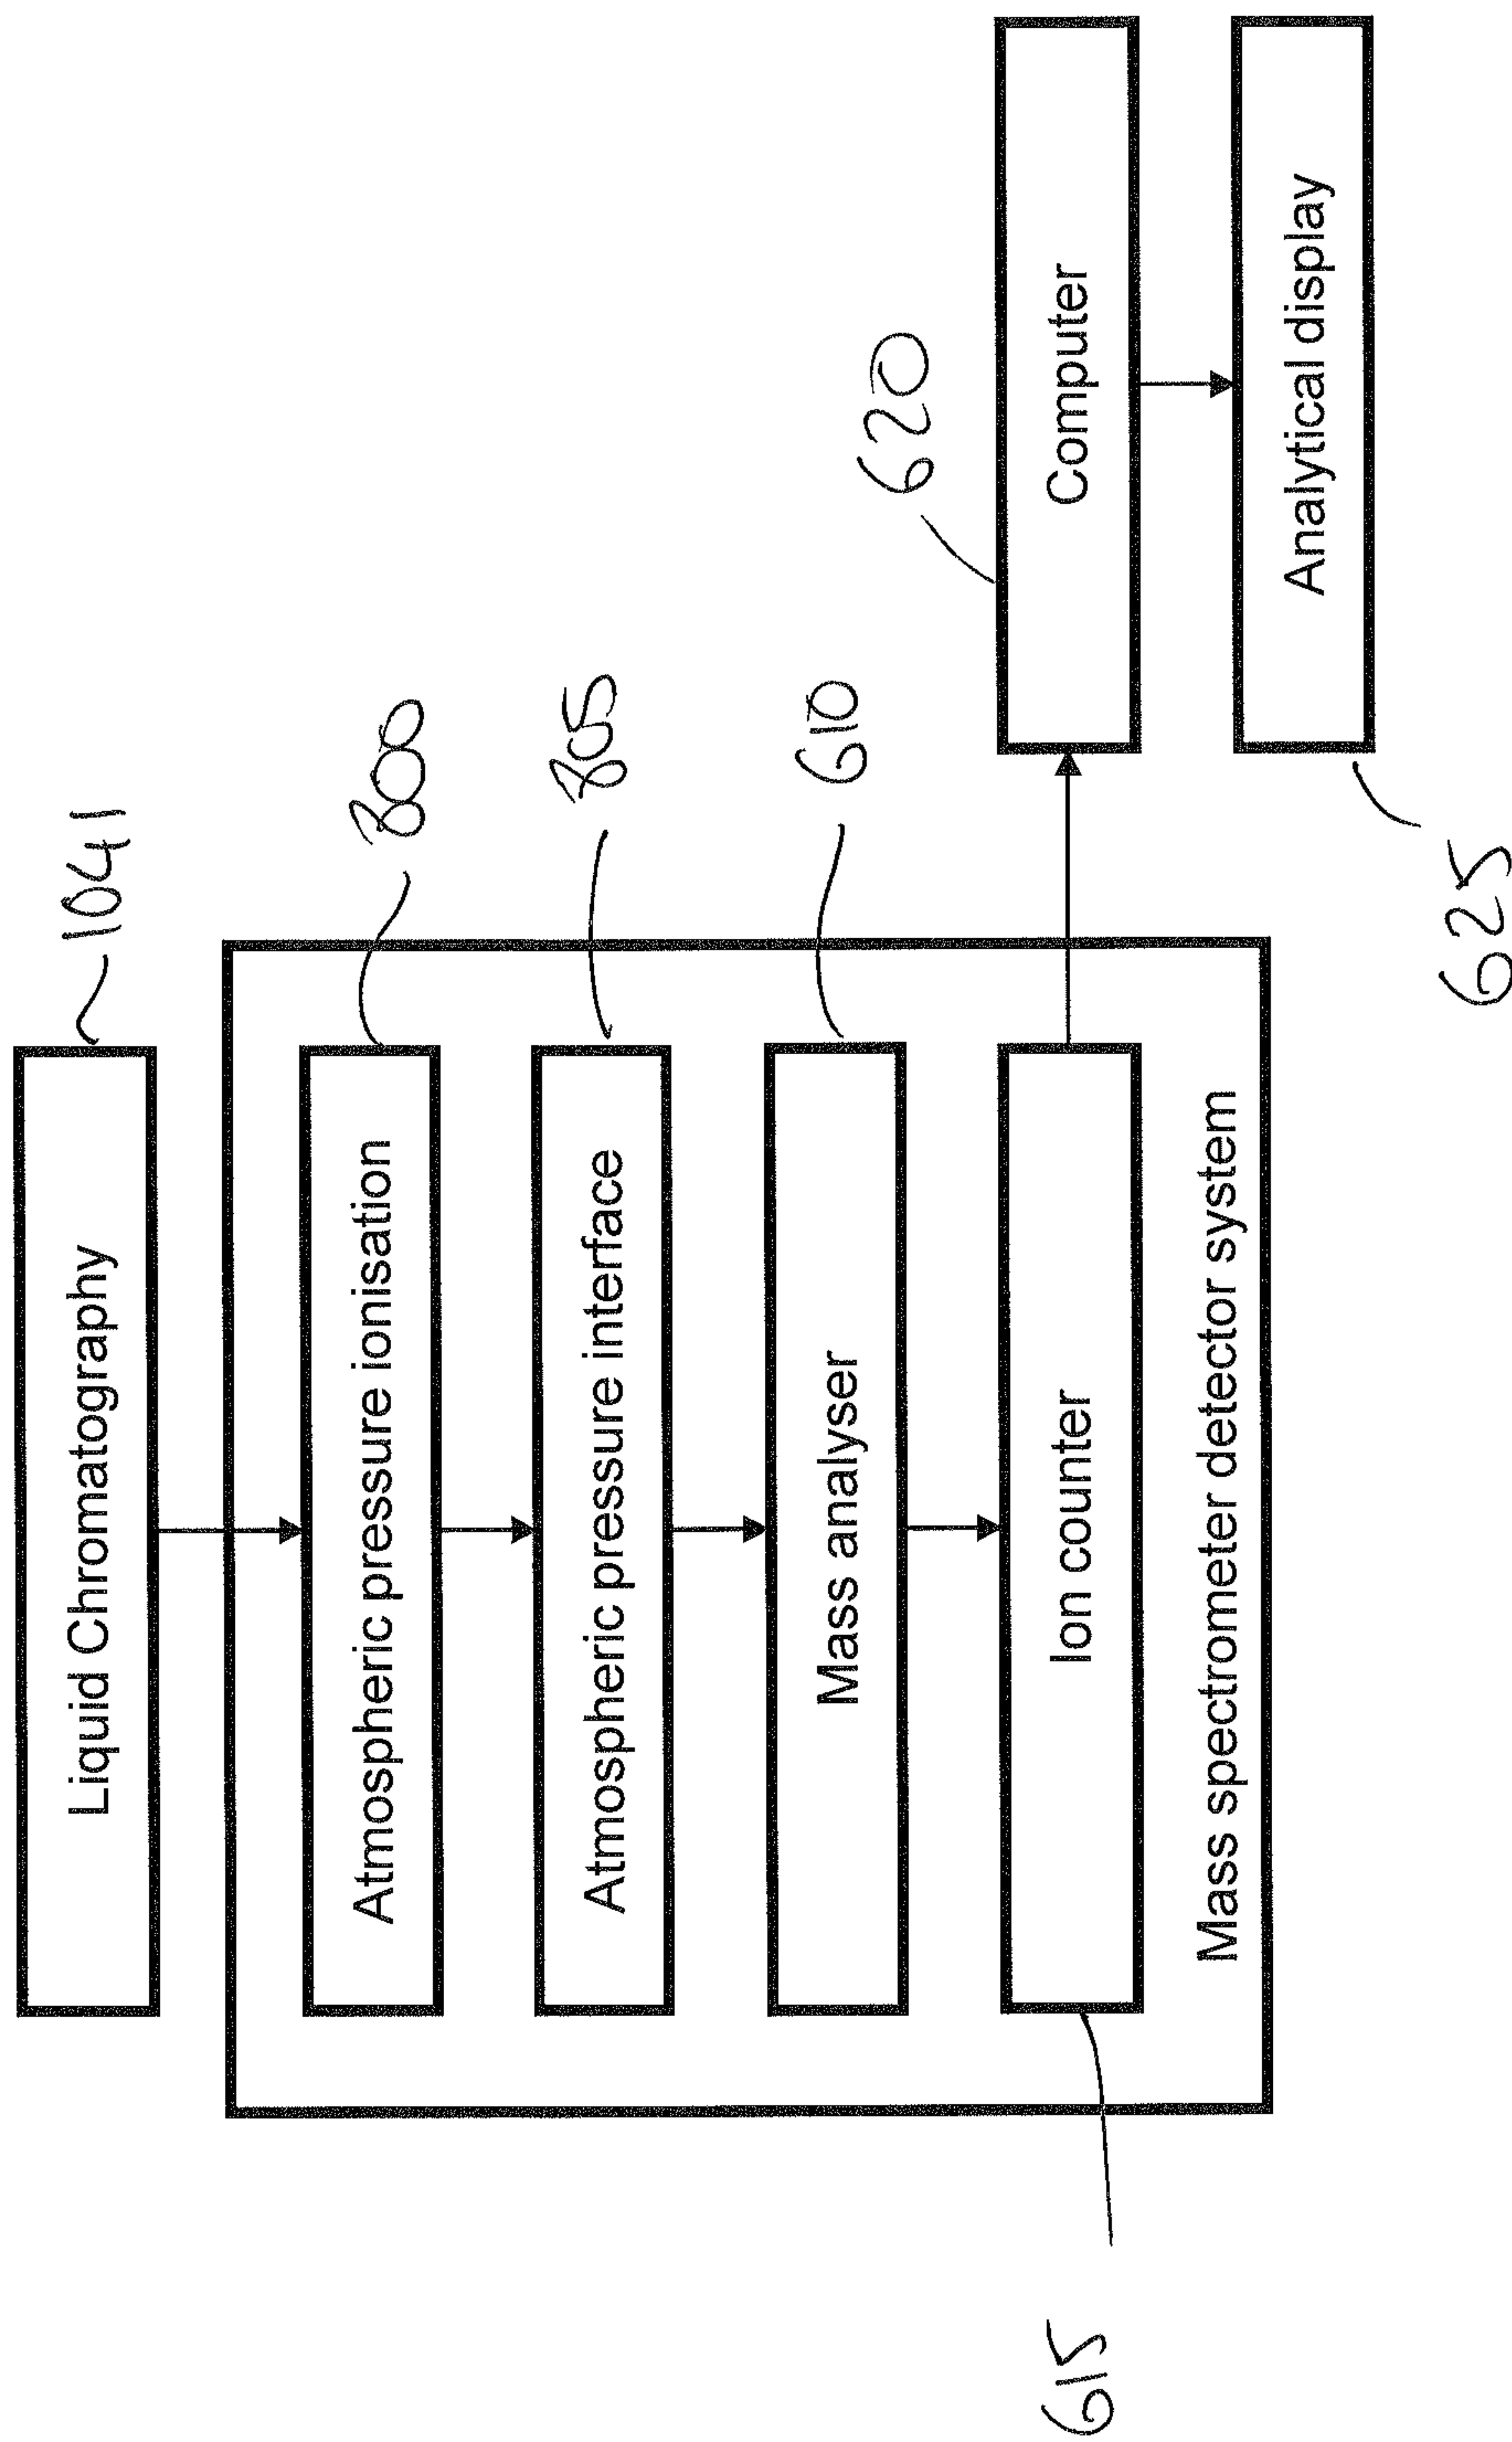 Liquid Chromatography
1041
Atmospheric pressure ionisation
800
Atmospheric pressure interface
805
Mass analyser
610
Ion counter
615
Mass spectrometer detector system
620
Computer
Analytical display
625